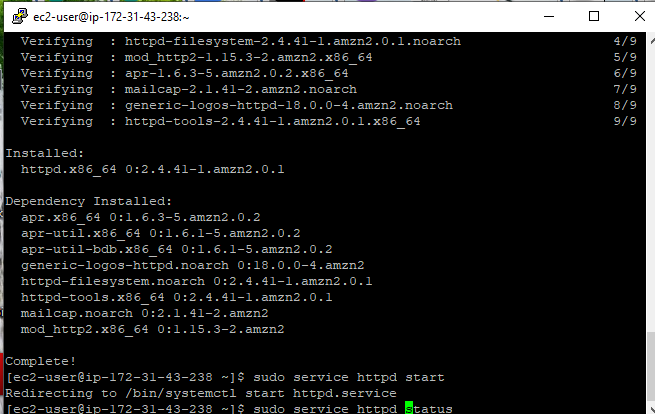 ec2-user@ip-172-31-43-238:~
Verifying : httpd-filesystem-2.4.41-1.amzn2.0.1.noarch 4/9
Verifying : mod_http2-1.15.3-2.amzn2.x86_64 5/9
Verifying : apr-1.6.3-5.amzn2.0.2.x86_64 6/9
Verifying : mailcap-2.1.41-2.amzn2.noarch 7/9
Verifying : generic-logos-httpd-18.0.0-4.amzn2.noarch 8/9
Verifying : httpd-tools-2.4.41-1.amzn2.0.1.x86_64 9/9
Installed:
httpd.x86_64 0:2.4.41-1.amzn2.0.1
Dependency Installed:
apr.x86_64 0:1.6.3-5.amzn2.0.2
apr-util.x86_64 0:1.6.1-5.amzn2.0.2
apr-util-bdb.x86_64 0:1.6.1-5.amzn2.0.2
generic-logos-httpd.noarch 0:18.0.0-4.amzn2
httpd-filesystem.noarch 0:2.4.41-1.amzn2.0.1
httpd-tools.x86_64 0:2.4.41-1.amzn2.0.1
mailcap.noarch 0:2.1.41-2.amzn2
mod_http2.x86_64 0:1.15.3-2.amzn2
Complete!
[ec2-user@ip-172-31-43-238 ~]$ sudo service httpd start
Redirecting to /bin/systemctl start httpd.service
[ec2-user@ip-172-31-43-238 ~]$ sudo service httpd status